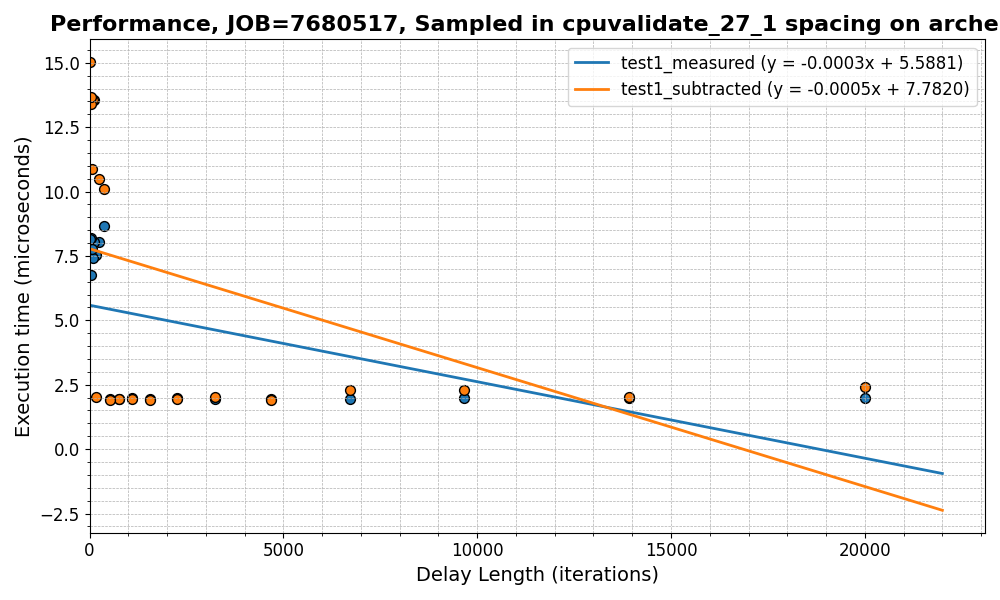 Performance, JOB=7680517, Sampled in cpuvalidate_27_1 spacing on arche
test1_measured (y = -0.0003x + 5.5881)
test1_subtracted (y = -0.0005x + 7.7820)
Execution time (microseconds)
15.0
12.5
10.0
7.5
5.0
2.5
0.0
−2.5
0
5000
10000
15000
20000
Delay Length (iterations)